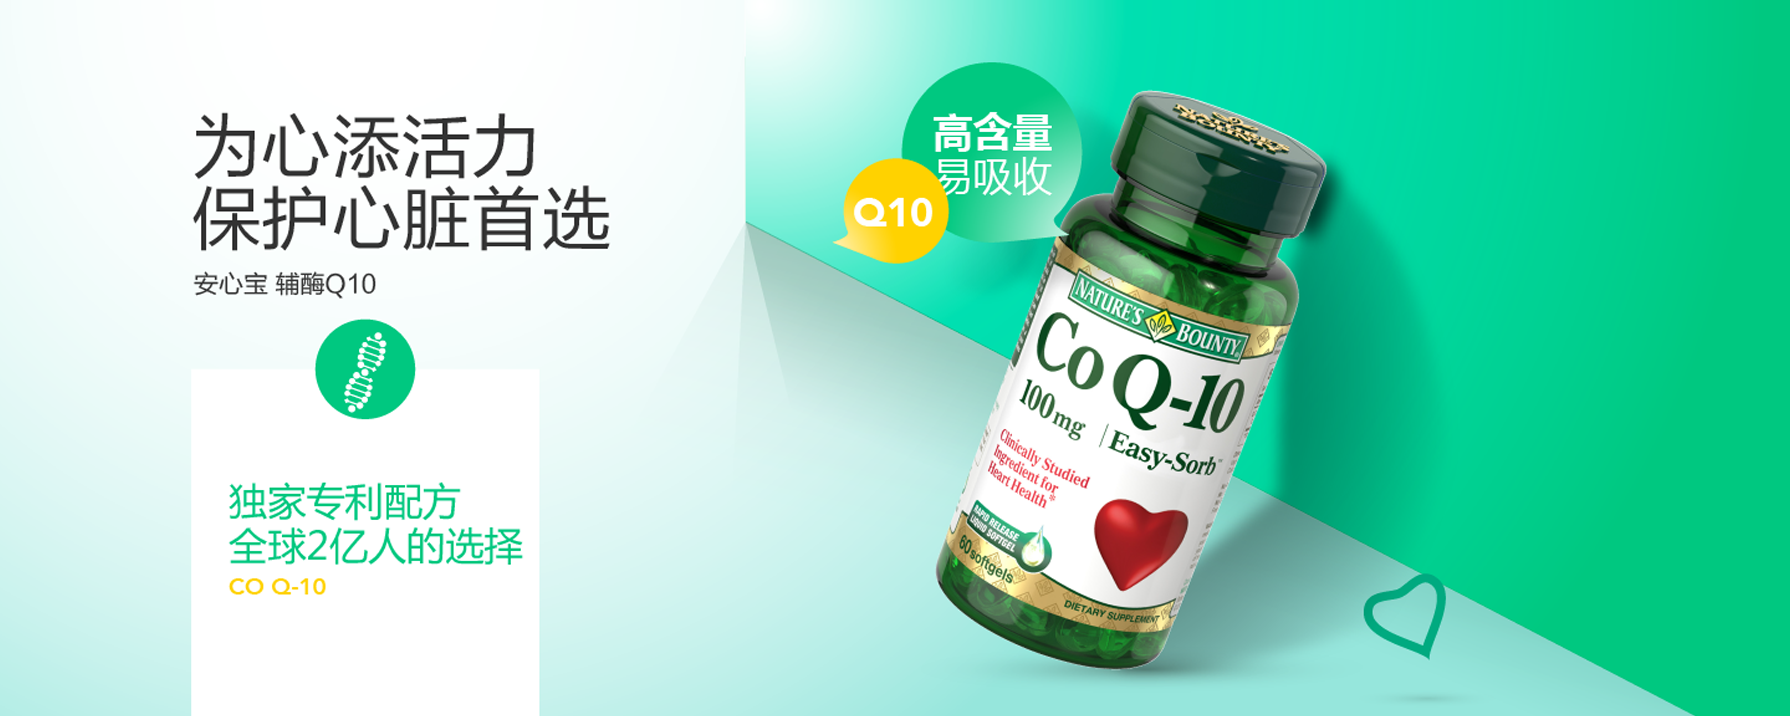 为心添活力
保护心脏首选
安心宝 辅酶Q10
独家专利配方
全球2亿人的选择
CO Q-10
高含量
易吸收
Q10
NATURE'S BOUNTY®
Co Q-10
100 mg | Easy-Sorb™
Clinically Studied
Ingredient for
Heart Health*
RAPID RELEASE
LIQUID SOFTGEL
60 softgels
DIETARY SUPPLEMENT